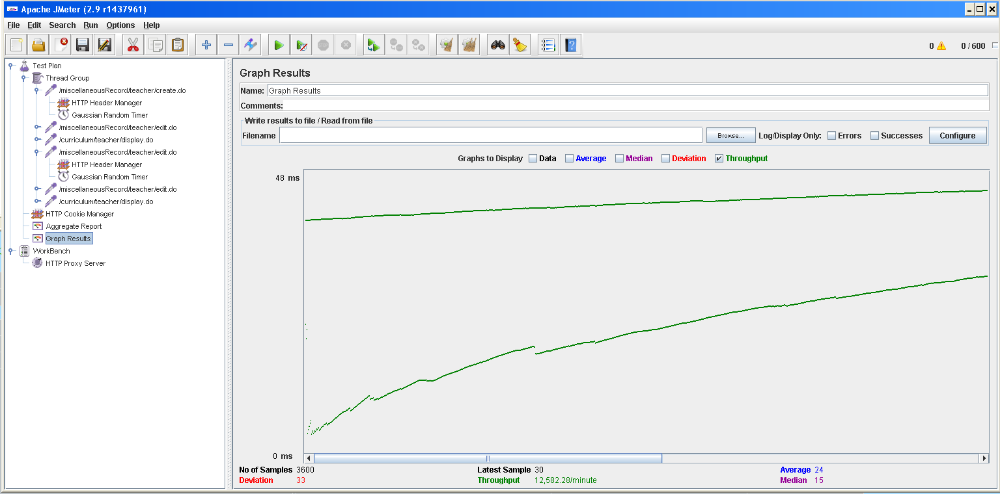 Apache JMeter (2.9 r1437961)
File Edit Search Run Options Help
0 0 / 600
Test Plan
Thread Group
/miscellaneousRecord/teacher/create.do
HTTP Header Manager
Gaussian Random Timer
/miscellaneousRecord/teacher/edit.do
/curriculum/teacher/display.do
/miscellaneousRecord/teacher/edit.do
HTTP Header Manager
Gaussian Random Timer
/miscellaneousRecord/teacher/edit.do
/curriculum/teacher/display.do
HTTP Cookie Manager
Aggregate Report
Graph Results
WorkBench
HTTP Proxy Server
Graph Results
Name: Graph Results
Comments:
Write results to file / Read from file
Filename Browse... Log/Display Only: Errors Successes Configure
Graphs to Display Data Average Median Deviation Throughput
48 ms
0 ms
No of Samples 3600 Latest Sample 30 Average 24
Deviation 33 Throughput 12,582.28/minute Median 15